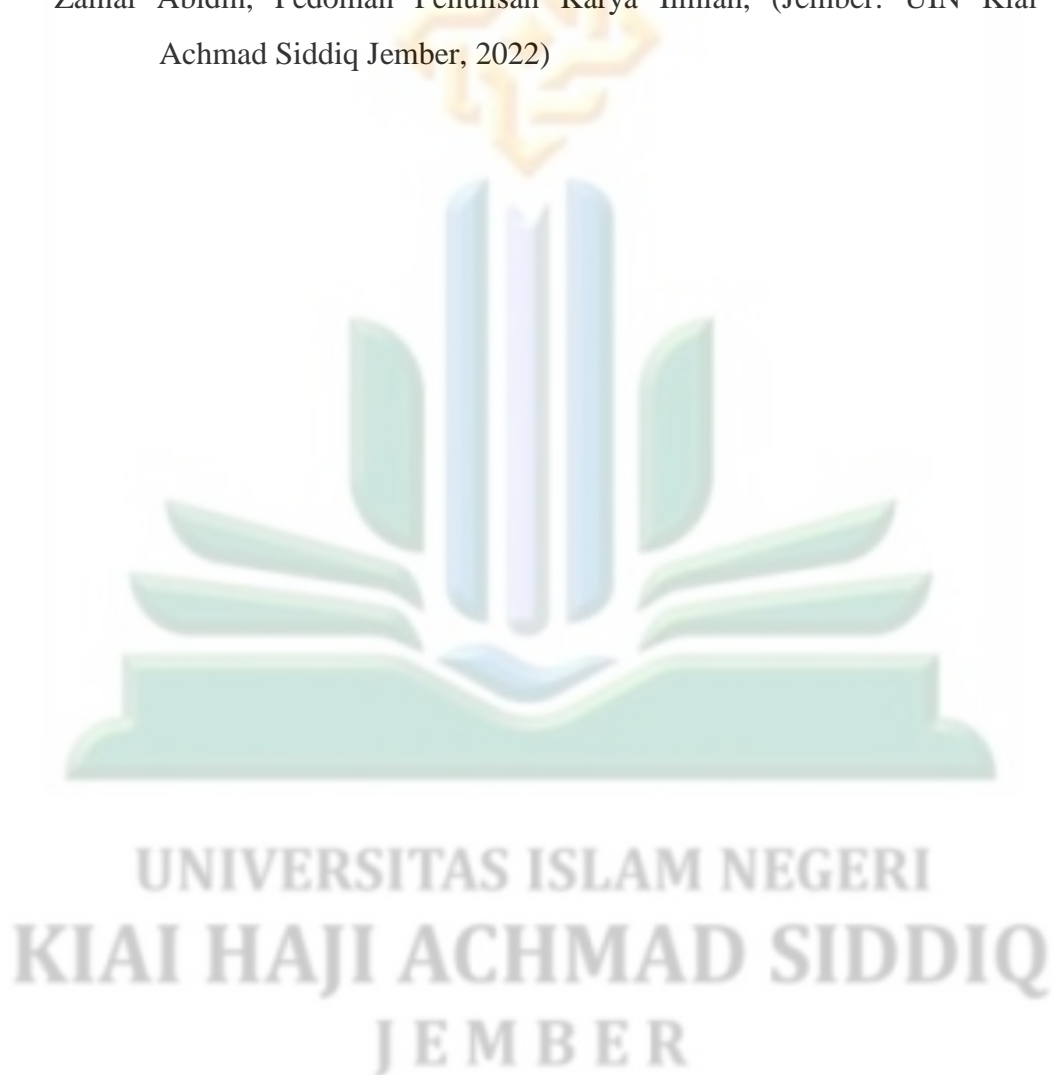 Zainal Abidin, Pedoman Penulisan Karya Ilmiah, (Jember: UIN Kiai
Achmad Siddiq Jember, 2022)
UNIVERSITAS ISLAM NEGERI
KIAI HAJI ACHMAD SIDDIQ
JEMBER